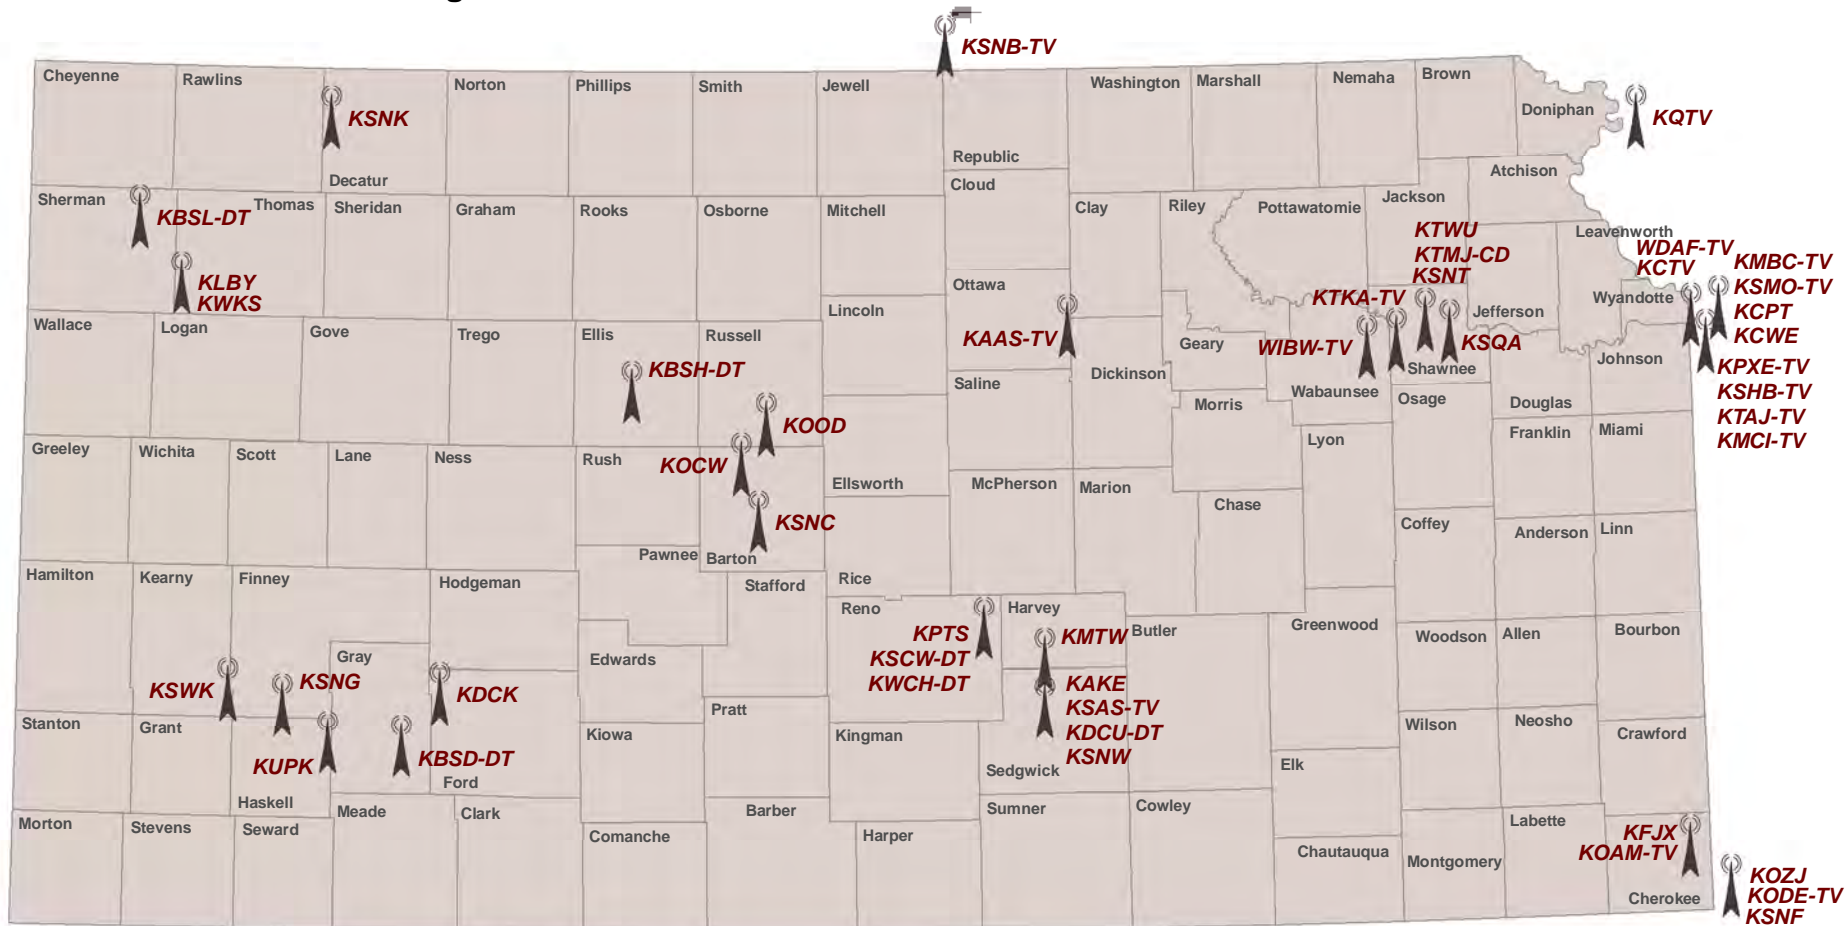 KSNB-TV
Cheyenne
Rawlins
KSNK
Decatur
Norton
Phillips
Smith
Jewell
Republic
Washington
Marshall
Nemaha
Brown
Doniphan
KQTV
Atchison
Sherman
KBSL-DT
Thomas
Sheridan
Graham
Rooks
Osborne
Mitchell
Cloud
Clay
Riley
Pottawatomie
Jackson
KTWU
KTMJ-CD
KSNT
Leavenworth
WDAF-TV
KCTV
KMBC-TV
KSMO-TV
KCPT
KCWE
KLBY
KWKS
Ottawa
Lincoln
KAAS-TV
KTKA-TV
WIBW-TV
KSQA
Jefferson
Wyandotte
Wallace
Logan
Gove
Trego
Ellis
Russell
KBSH-DT
Saline
Dickinson
Geary
Wabaunsee
Shawnee
Johnson
KPXE-TV
KSHB-TV
KTAJ-TV
KMCI-TV
Morris
Osage
Douglas
KOOD
KOCW
KSNC
Greeley
Wichita
Scott
Lane
Ness
Rush
Barton
Ellsworth
McPherson
Marion
Chase
Lyon
Franklin
Miami
Coffey
Anderson
Linn
Pawnee
Hamilton
Kearny
Finney
Hodgeman
Stafford
Rice
Reno
Harvey
KPTS
KSCW-DT
KWCH-DT
KMTW
Butler
Greenwood
Woodson
Allen
Bourbon
Gray
Edwards
KSWK
KSNG
KDCK
KAKE
KSAS-TV
KDCU-DT
KSNW
Sedgwick
Stanton
Grant
KUPK
Haskell
KBSD-DT
Ford
Kiowa
Pratt
Kingman
Elk
Wilson
Neosho
Crawford
Morton
Stevens
Seward
Meade
Clark
Comanche
Barber
Harper
Sumner
Cowley
Chautauqua
Montgomery
Labette
KFJX
KOAM-TV
Cherokee
KOZJ
KODE-TV
KSNF